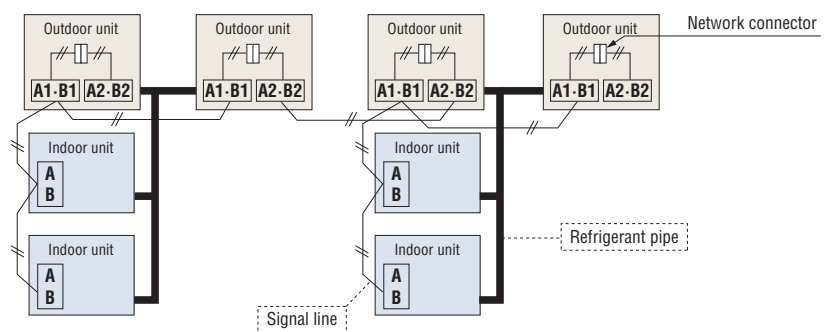 Network connector
Outdoor unit
Outdoor unit
Outdoor unit
Outdoor unit
A1·B1 A2·B2
A1·B1 A2·B2
A1·B1 A2·B2
A1·B1 A2·B2
Indoor unit
A
B
Indoor unit
A
B
Indoor unit
A
B
Indoor unit
A
B
Refrigerant pipe
Signal line